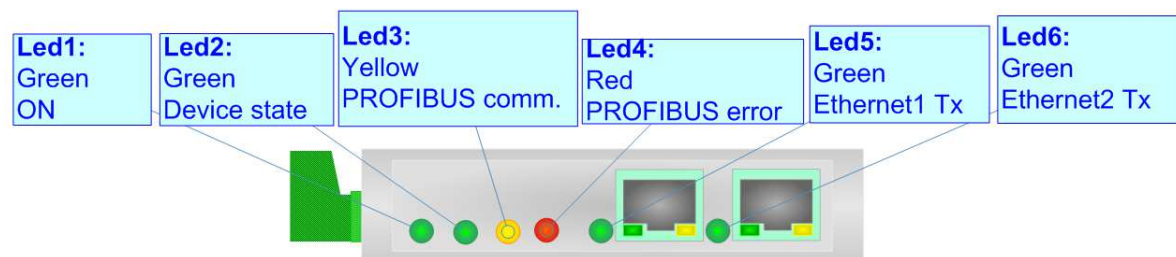 Led1:
Green
ON
Led2:
Green
Device state
Led3:
Yellow
PROFIBUS comm.
Led4:
Red
PROFIBUS error
Led5:
Green
Ethernet1 Tx
Led6:
Green
Ethernet2 Tx